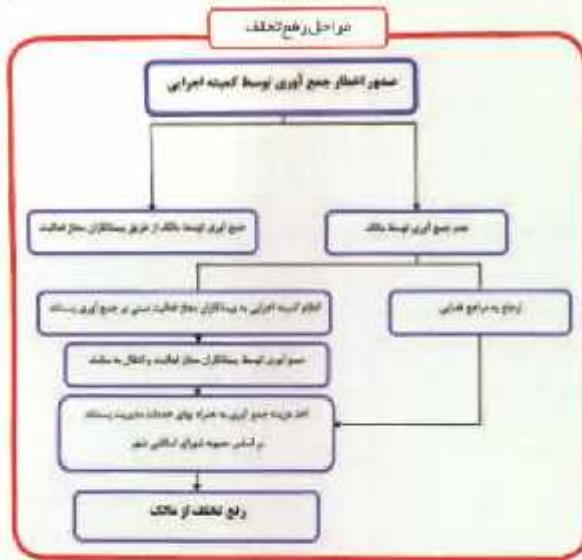 مراحل رفع تخلف
صدور اخطار جمع آوری توسط کمیته اجرایی
عدم جمع آوری توسط مالک
جمع آوری توسط مالک از طریق پیمانکاران مجاز فعالیت
ارجاع به مراجع قضایی
اعلام کمیته اجرایی به پیمانکاران مجاز فعالیت مبنی بر جمع آوری پسماند
جمع آوری توسط پیمانکاران مجاز فعالیت و انتقال به سایت
اخذ هزینه جمع آوری به همراه بهای خدمات مدیریت پسماند
بر اساس مصوبه شورای اسلامی شهر
رفع تخلف از مالک